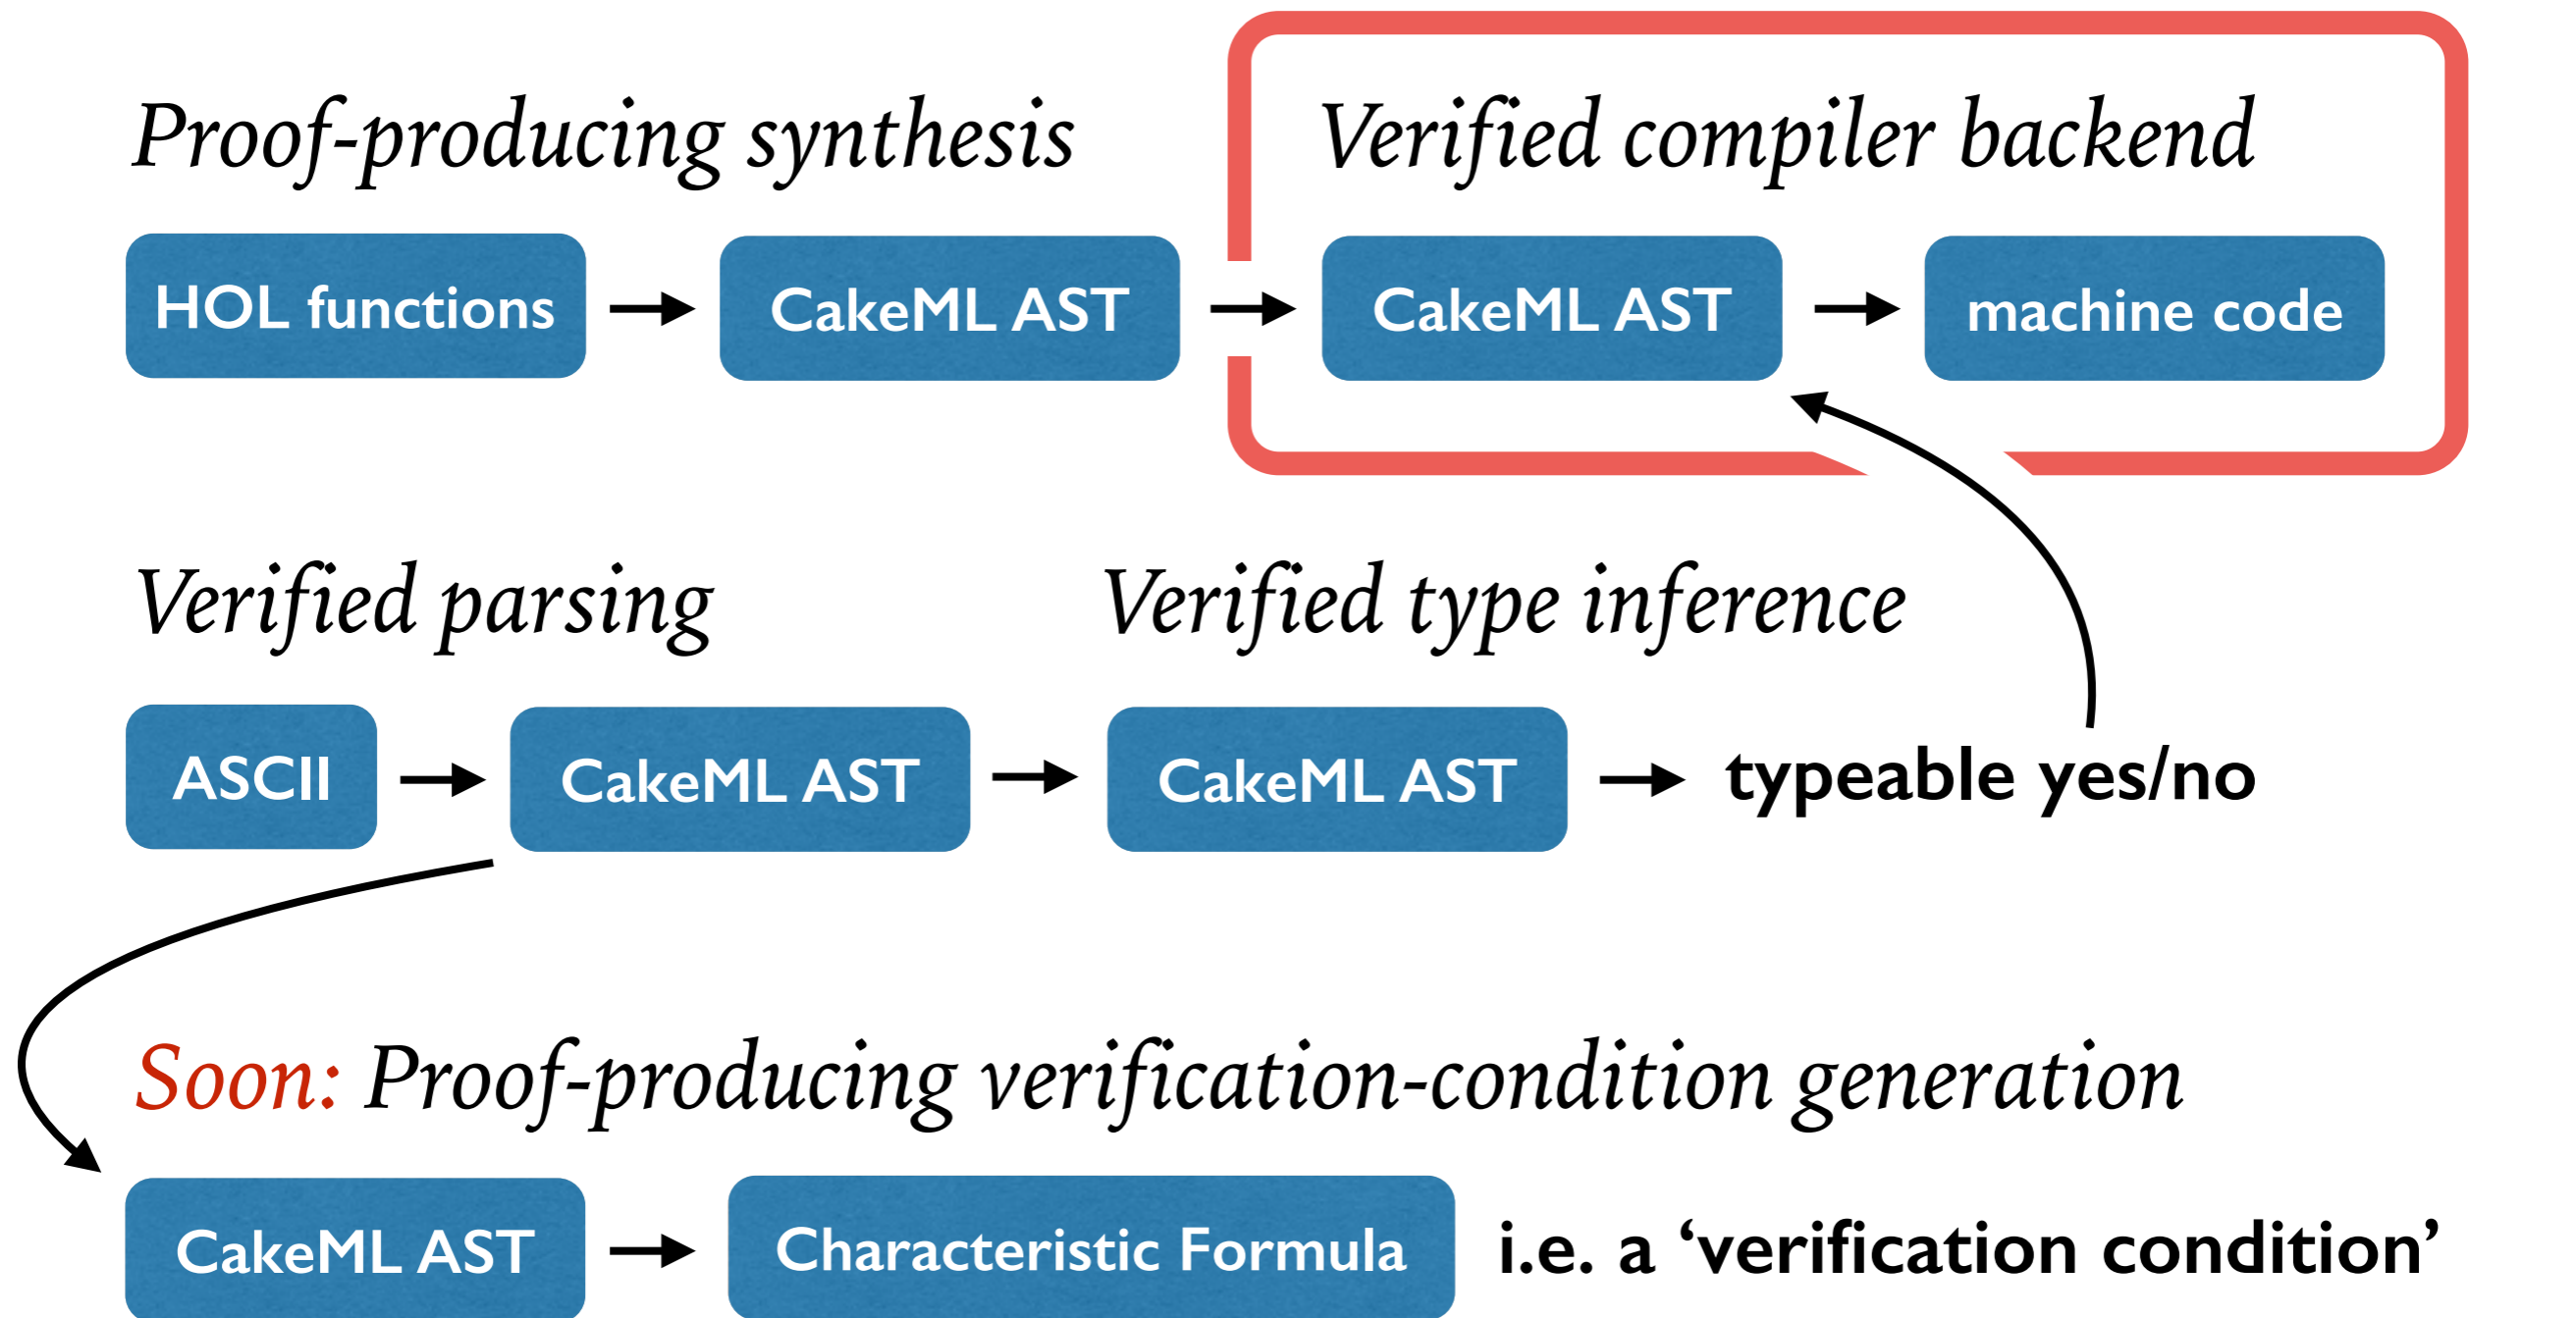 Proof-producing synthesis
Verified compiler backend
HOL functions
CakeML AST
CakeML AST
machine code
Verified parsing
Verified type inference
ASCII
CakeML AST
CakeML AST
typeable yes/no
Soon: Proof-producing verification-condition generation
CakeML AST
Characteristic Formula
i.e. a ‘verification condition’